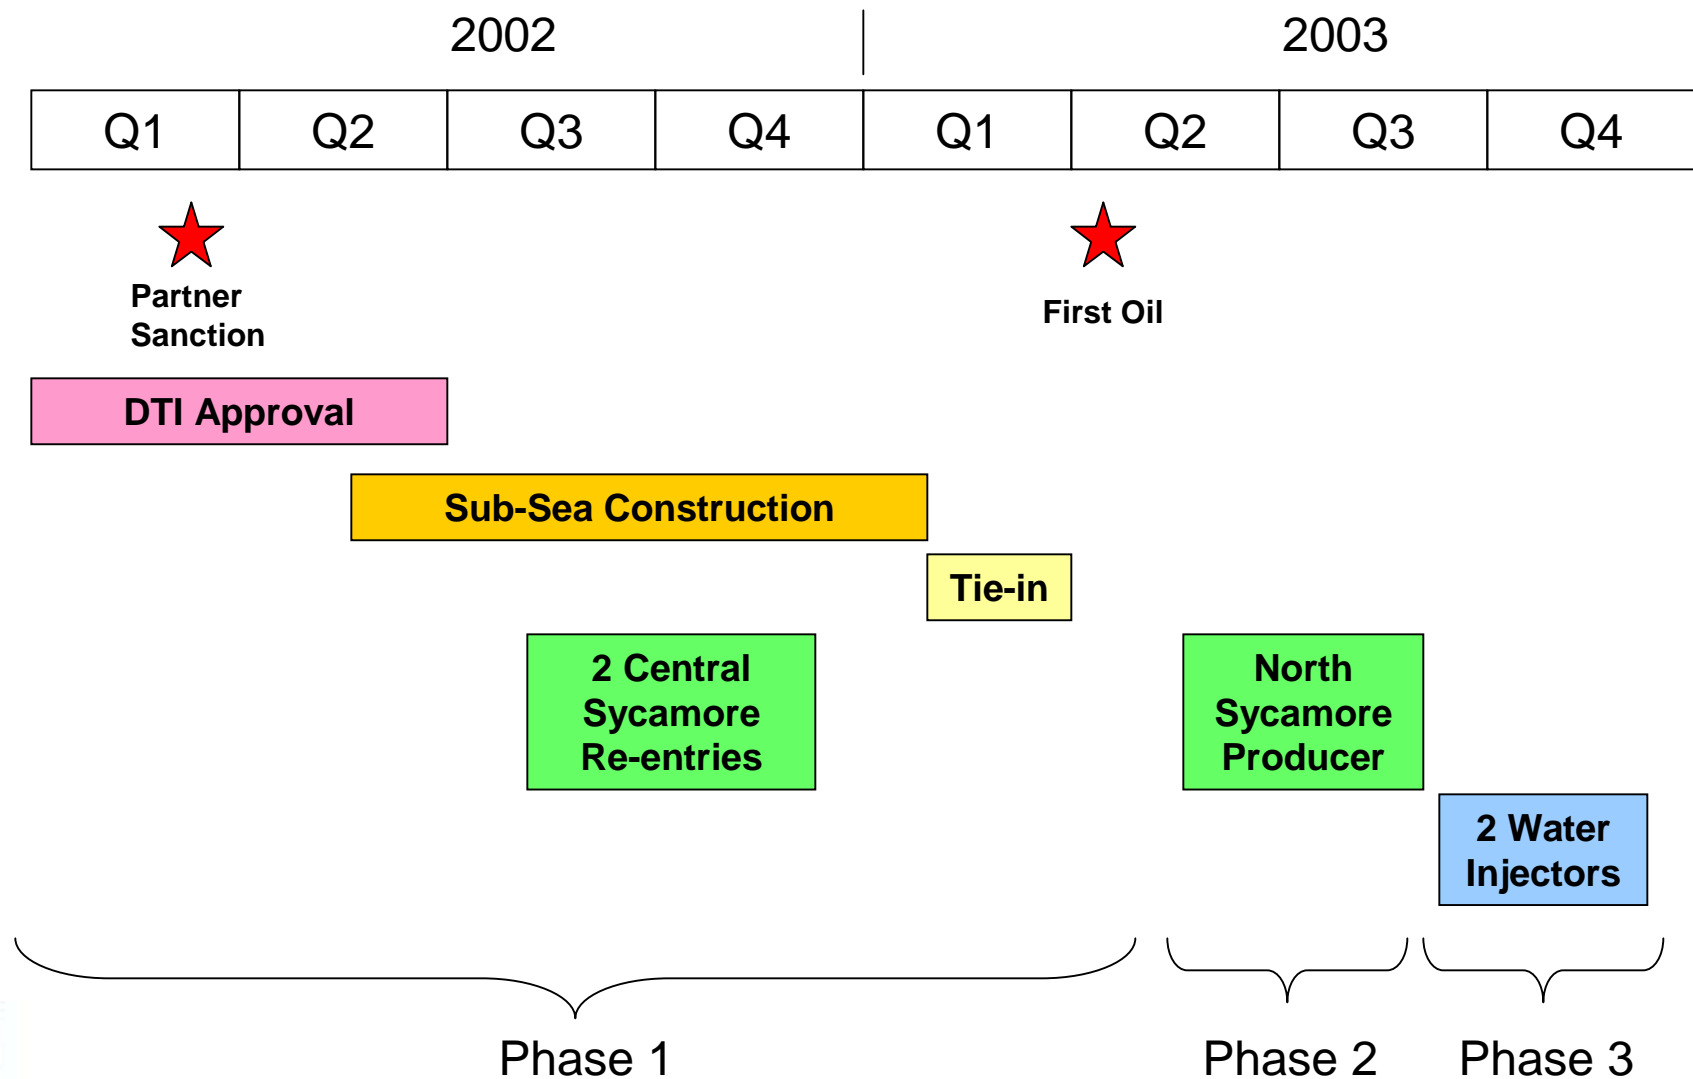 2002 2003
Q1 Q2 Q3 Q4 Q1 Q2 Q3 Q4
Partner
Sanction
First Oil
DTI Approval
Sub-Sea Construction
Tie-in
2 Central
Sycamore
Re-entries
North
Sycamore
Producer
2 Water
Injectors
Phase 1 Phase 2 Phase 3